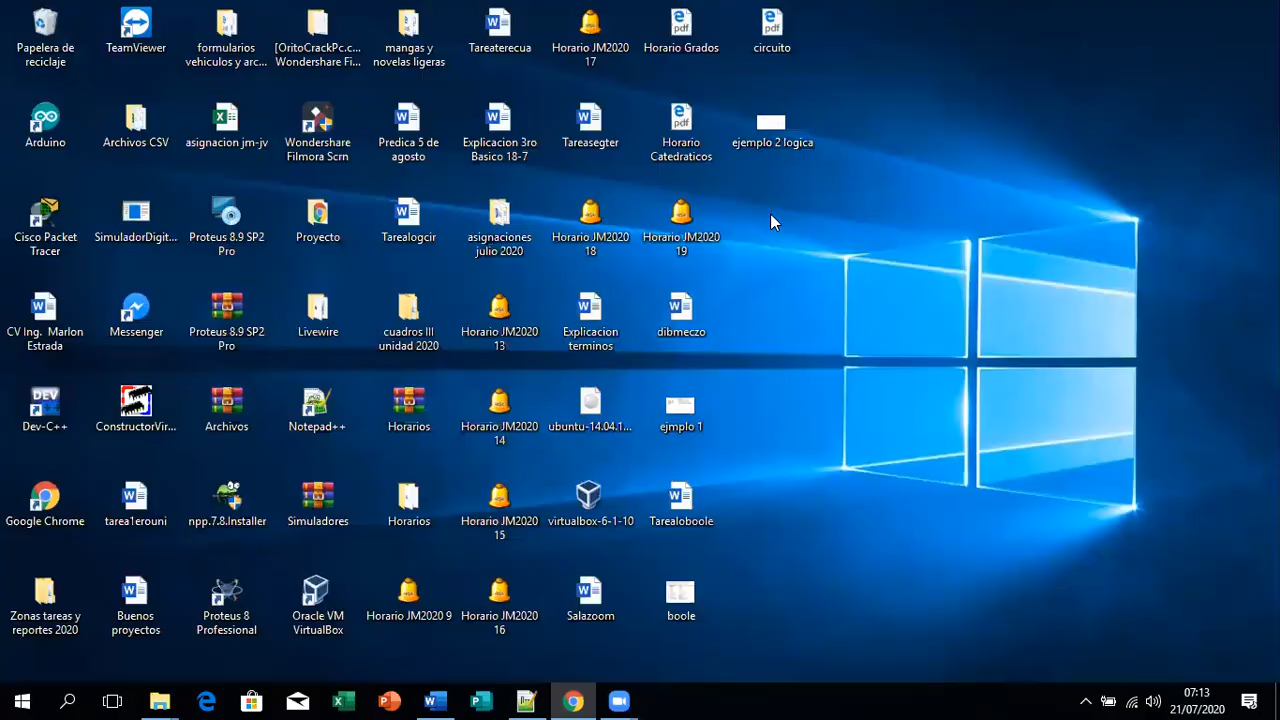 Papelera de
reciclaje
TeamViewer
formularios
vehiculos y arc...
[OritoCrackPc.c...
Wondershare Fi...
mangas y
novelas ligeras
Tareaterecua
Horario JM2020
17
Horario Grados
circuito
Arduino
Archivos CSV
asignacion jm-jv
Wondershare
Filmora Scrn
Predica 5 de
agosto
Explicacion 3ro
Basico 18-7
Tareasegter
Horario
Catedraticos
ejemplo 2 logica
Cisco Packet
Tracer
SimuladorDigit...
Proteus 8.9 SP2
Pro
Proyecto
Tarealogcir
asignaciones
julio 2020
Horario JM2020
18
Horario JM2020
19
CV Ing. Marlon
Estrada
Messenger
Proteus 8.9 SP2
Pro
Livewire
cuadros III
unidad 2020
Horario JM2020
13
Explicacion
terminos
dibmeczo
Dev-C++
ConstructorVir...
Archivos
Notepad++
Horarios
Horario JM2020
14
ubuntu-14.04.1...
ejmplo 1
Google Chrome
tarea1erouni
npp.7.8.Installer
Simuladores
Horarios
Horario JM2020
15
virtualbox-6-1-10
Tarealoboole
Zonas tareas y
reportes 2020
Buenos
proyectos
Proteus 8
Professional
Oracle VM
VirtualBox
Horario JM2020 9
Horario JM2020
16
Salazoom
boole
07:13
21/07/2020